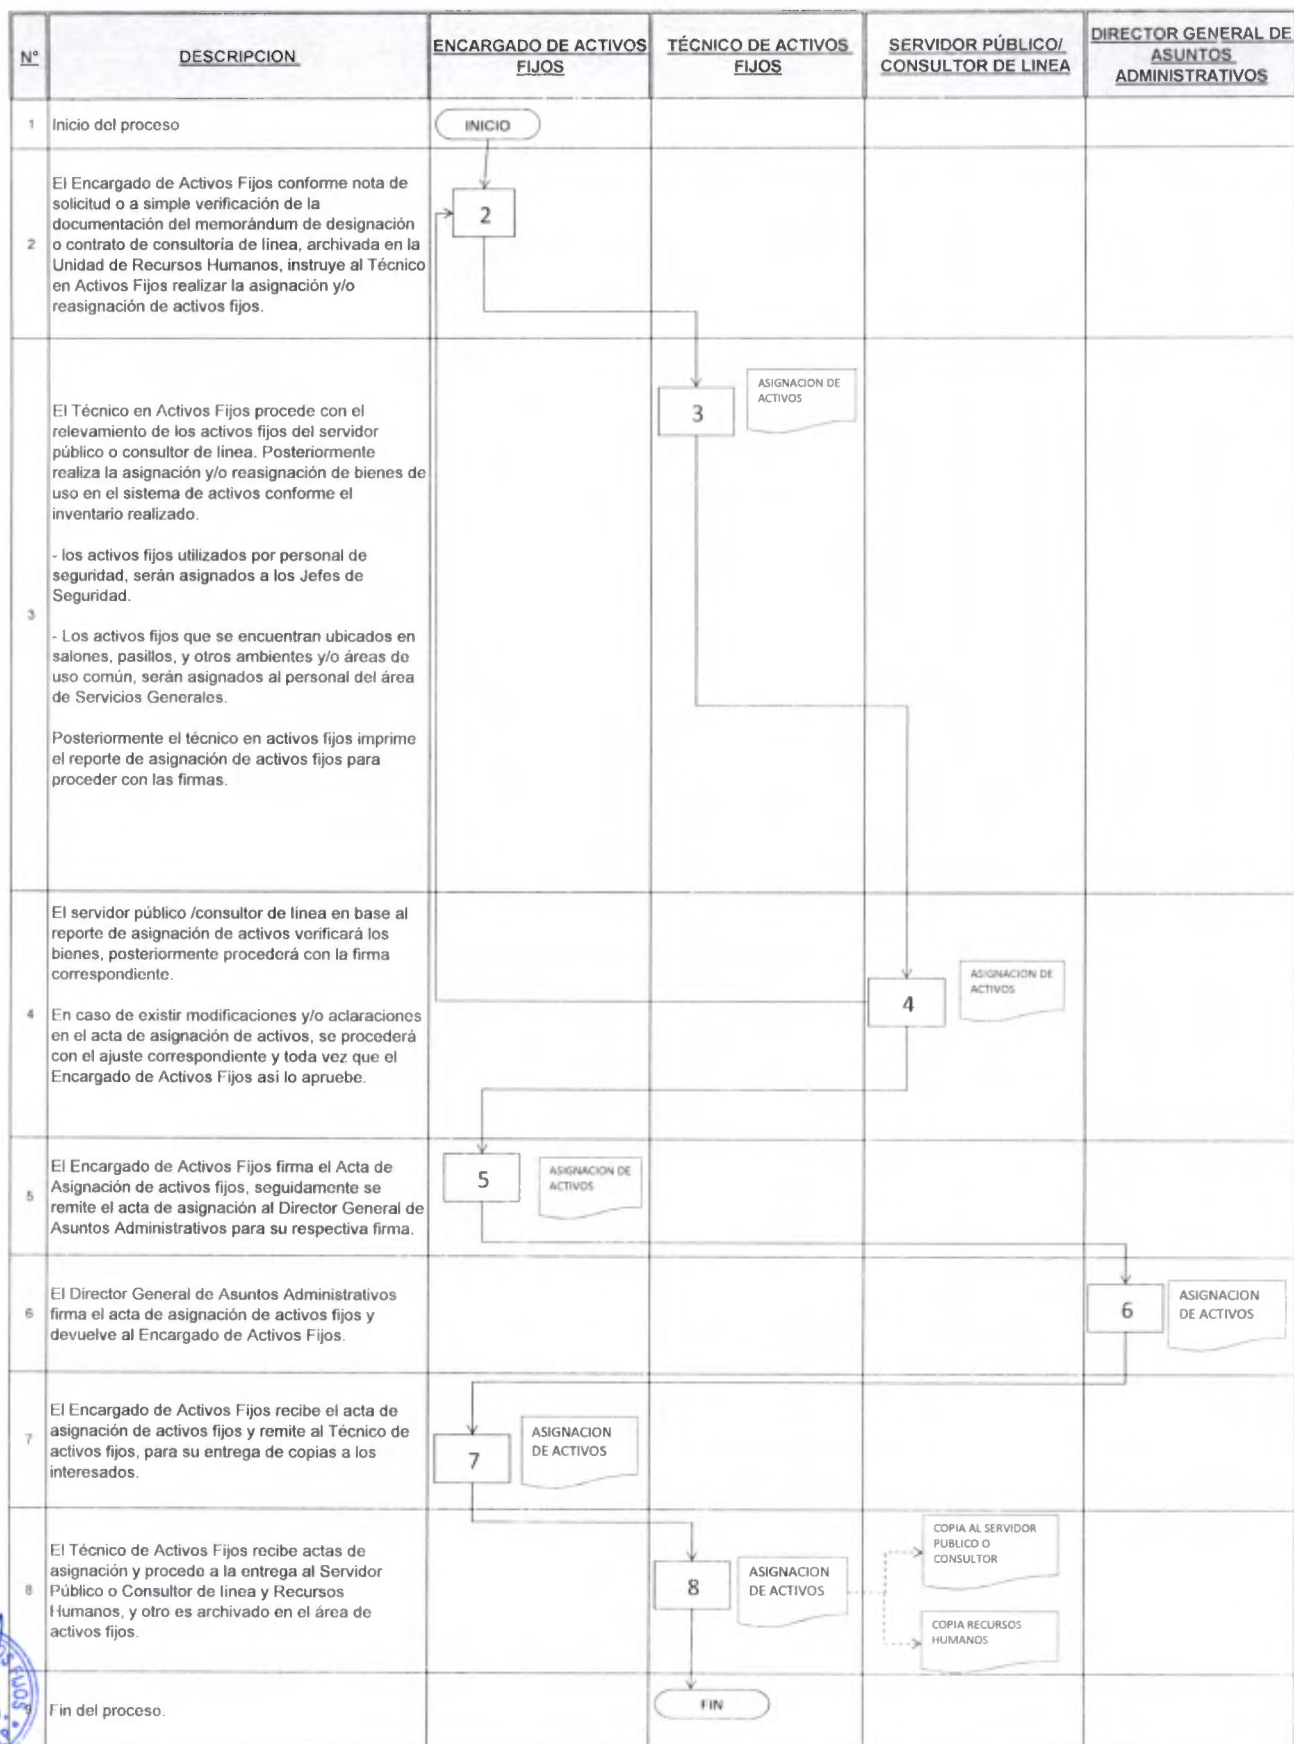 N°
DESCRIPCION
ENCARGADO DE ACTIVOS
FIJOS
TÉCNICO DE ACTIVOS
FIJOS
SERVIDOR PÚBLICO/
CONSULTOR DE LINEA
DIRECTOR GENERAL DE
ASUNTOS
ADMINISTRATIVOS
1
Inicio del proceso
INICIO
2
El Encargado de Activos Fijos conforme nota de
solicitud o a simple verificación de la
documentación del memorándum de designación
o contrato de consultoría de línea, archivada en la
Unidad de Recursos Humanos, instruye al Técnico
en Activos Fijos realizar la asignación y/o
reasignación de activos fijos.
2
3
El Técnico en Activos Fijos procede con el
relevamiento de los activos fijos del servidor
público o consultor de línea. Posteriormente
realiza la asignación y/o reasignación de bienes de
uso en el sistema de activos conforme el
inventario realizado.
- los activos fijos utilizados por personal de
seguridad, serán asignados a los Jefes de
Seguridad.
- Los activos fijos que se encuentran ubicados en
salones, pasillos, y otros ambientes y/o áreas de
uso común, serán asignados al personal del área
de Servicios Generales.
Posteriormente el técnico en activos fijos imprime
el reporte de asignación de activos fijos para
proceder con las firmas.
3
ASIGNACION DE
ACTIVOS
4
El servidor público /consultor de línea en base al
reporte de asignación de activos verificará los
bienes, posteriormente procederá con la firma
correspondiente.
En caso de existir modificaciones y/o aclaraciones
en el acta de asignación de activos, se procederá
con el ajuste correspondiente y toda vez que el
Encargado de Activos Fijos asi lo apruebe.
4
ASIGNACION DE
ACTIVOS
5
El Encargado de Activos Fijos firma el Acta de
Asignación de activos fijos, seguidamente se
remite el acta de asignación al Director General de
Asuntos Administrativos para su respectiva firma.
5
ASIGNACION DE
ACTIVOS
6
El Director General de Asuntos Administrativos
firma el acta de asignación de activos fijos y
devuelve al Encargado de Activos Fijos.
6
ASIGNACION
DE ACTIVOS
7
El Encargado de Activos Fijos recibe el acta de
asignación de activos fijos y remite al Técnico de
activos fijos, para su entrega de copias a los
interesados.
7
ASIGNACION
DE ACTIVOS
8
El Técnico de Activos Fijos recibe actas de
asignación y procede a la entrega al Servidor
Público o Consultor de línea y Recursos
Humanos, y otro es archivado en el área de
activos fijos.
8
ASIGNACION
DE ACTIVOS
COPIA AL SERVIDOR
PUBLICO O
CONSULTOR
COPIA RECURSOS
HUMANOS
9
Fin del proceso.
FIN
FIJOS